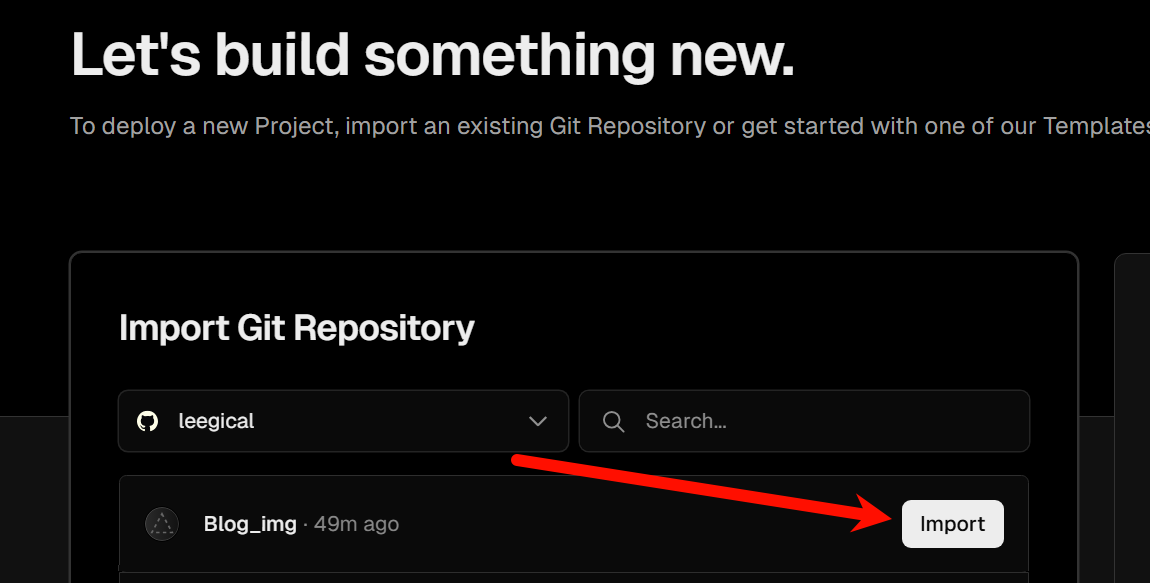 Let's build something new.
To deploy a new Project, import an existing Git Repository or get started with one of our Templates
Import Git Repository
leegical
Search...
Blog_img · 49m ago
Import